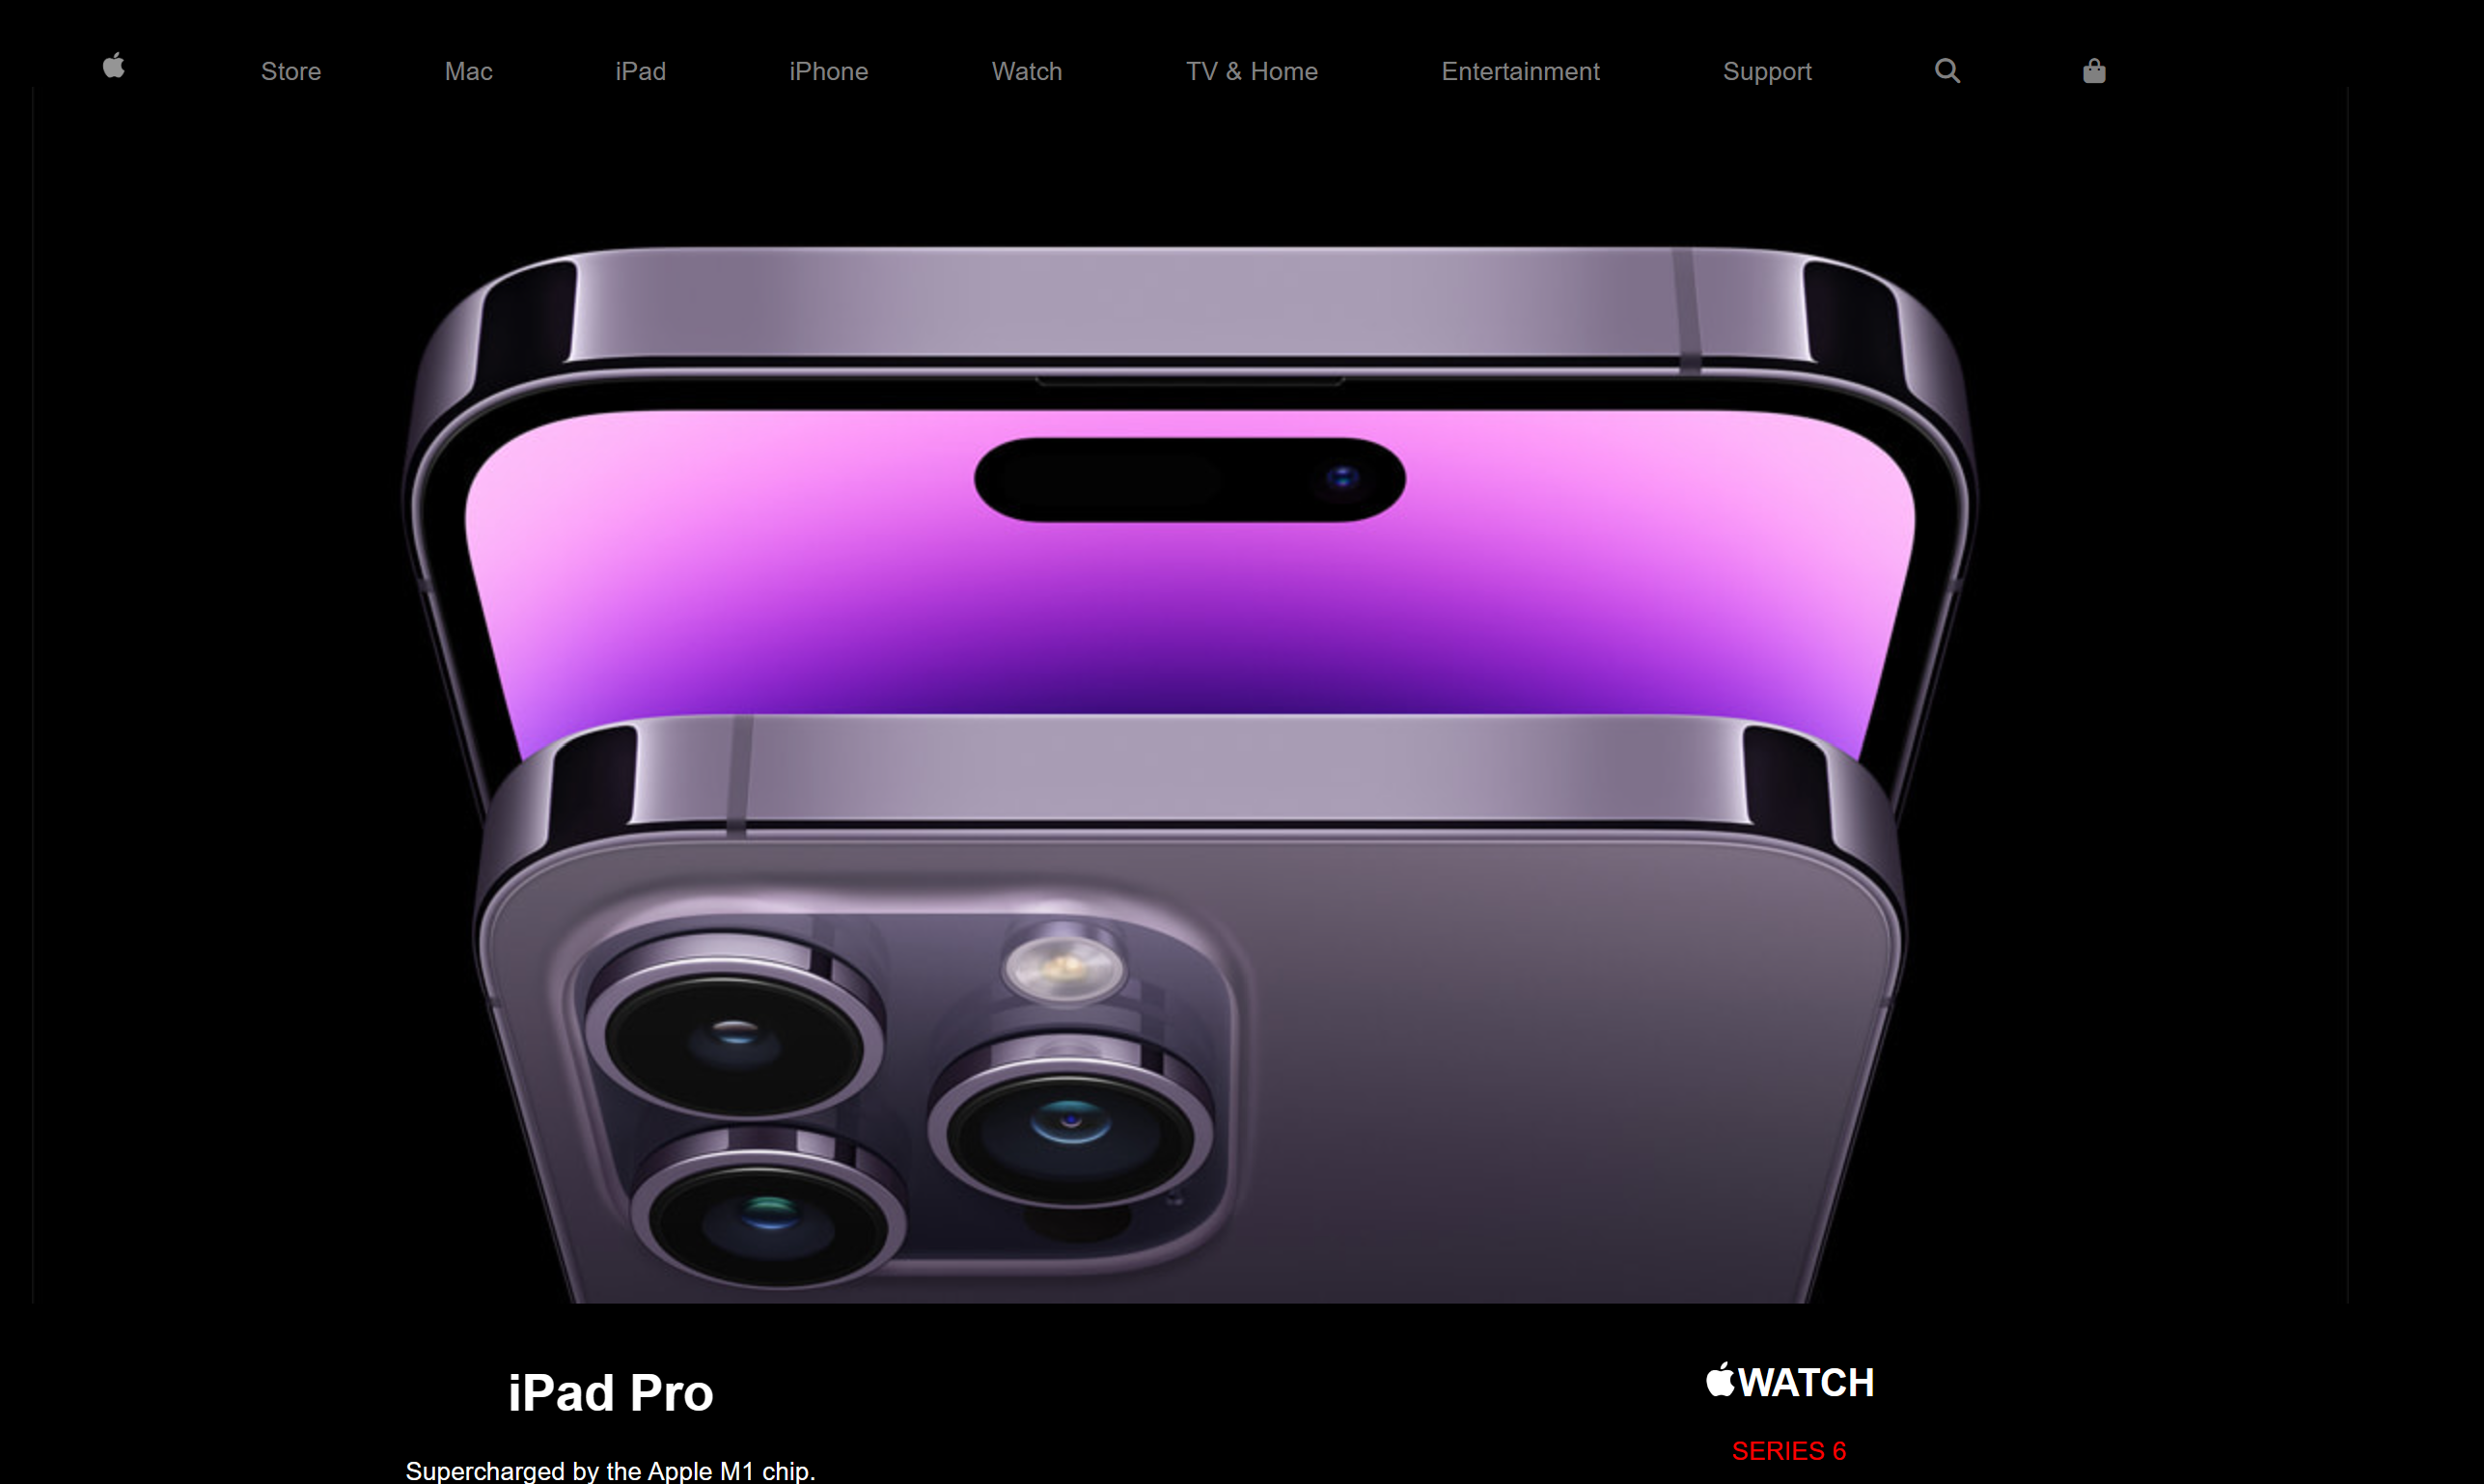 Store Mac iPad iPhone Watch TV & Home Entertainment Support
iPad Pro
Supercharged by the Apple M1 chip.
WATCH
SERIES 6